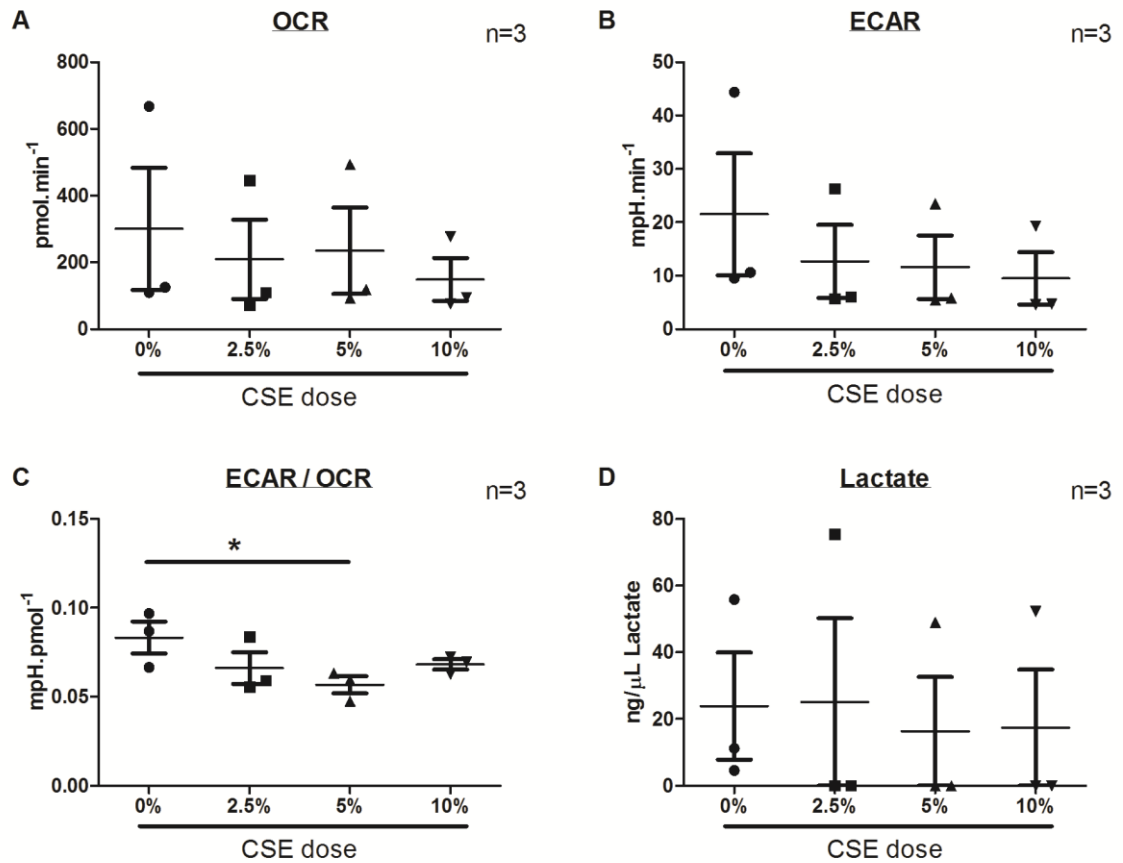 A
OCR
n=3
pmol.min⁻¹
800
600
400
200
0
0% 2.5% 5% 10%
CSE dose
B
ECAR
n=3
mpH.min⁻¹
50
40
30
20
10
0
0% 2.5% 5% 10%
CSE dose
C
ECAR / OCR
n=3
mpH.pmol⁻¹
0.15
0.10
0.05
0.00
*
0% 2.5% 5% 10%
CSE dose
D
Lactate
n=3
ng/µL Lactate
80
60
40
20
0
0% 2.5% 5% 10%
CSE dose